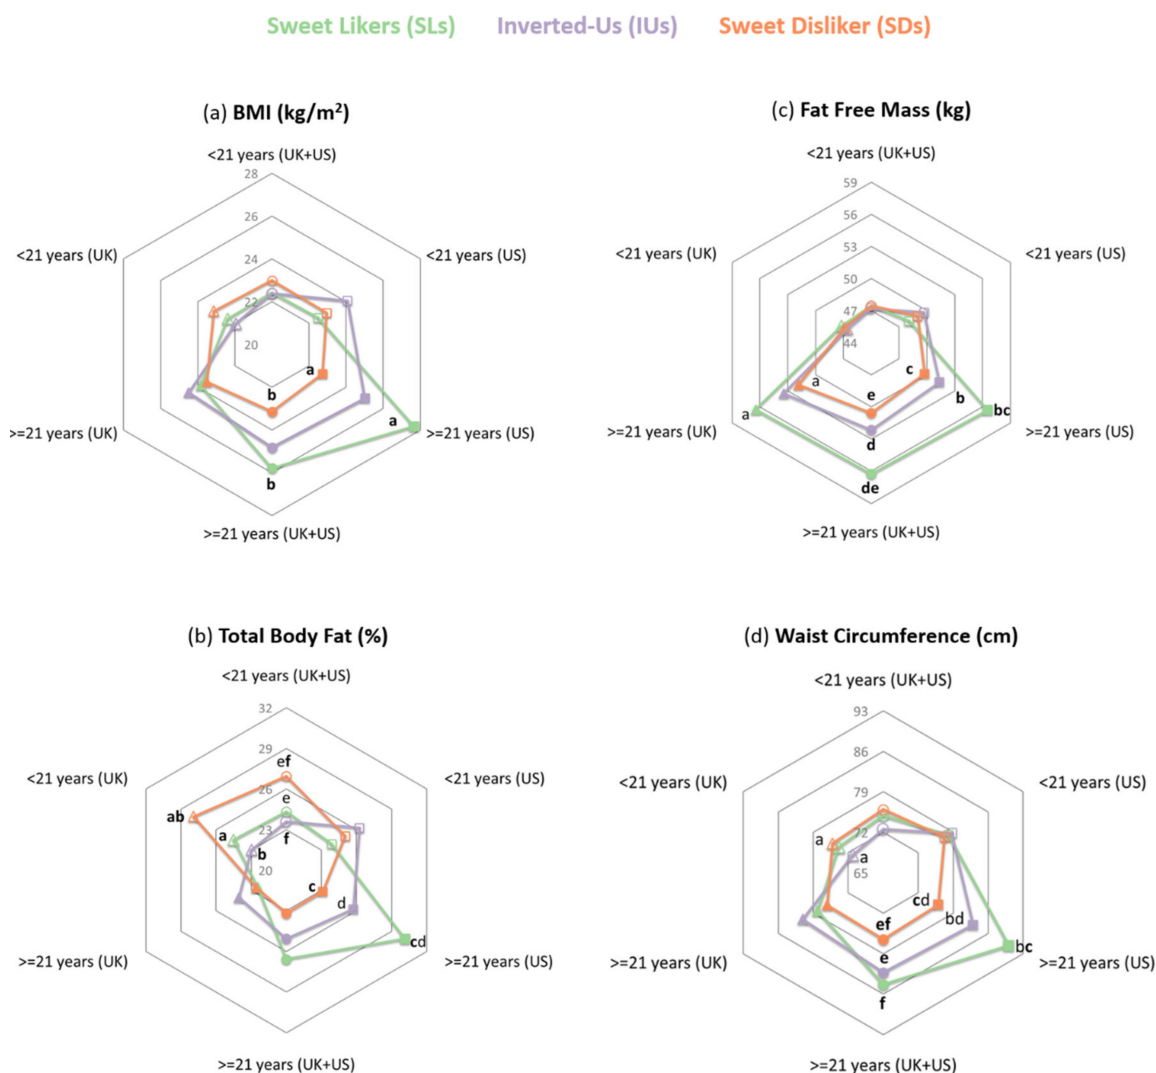 Sweet Likers (SLs) Inverted-Us (IUs) Sweet Disliker (SDs)
(a) BMI (kg/m²)
<21 years (UK+US)
28
26
<21 years (UK)
24
<21 years (US)
22
20
a
b
a
>=21 years (UK)
>=21 years (US)
b
>=21 years (UK+US)
(c) Fat Free Mass (kg)
<21 years (UK+US)
59
56
<21 years (UK)
53
<21 years (US)
50
47
44
a
c
e
b
a
bc
>=21 years (UK)
d
>=21 years (US)
de
>=21 years (UK+US)
(b) Total Body Fat (%)
<21 years (UK+US)
32
29
ef
<21 years (UK)
26
<21 years (US)
e
ab
23
a
f
b
20
c
d
cd
>=21 years (UK)
>=21 years (US)
>=21 years (UK+US)
(d) Waist Circumference (cm)
<21 years (UK+US)
93
86
<21 years (UK)
79
<21 years (US)
72
a
a
65
cd
bd
ef
bc
e
>=21 years (UK)
>=21 years (US)
f
>=21 years (UK+US)